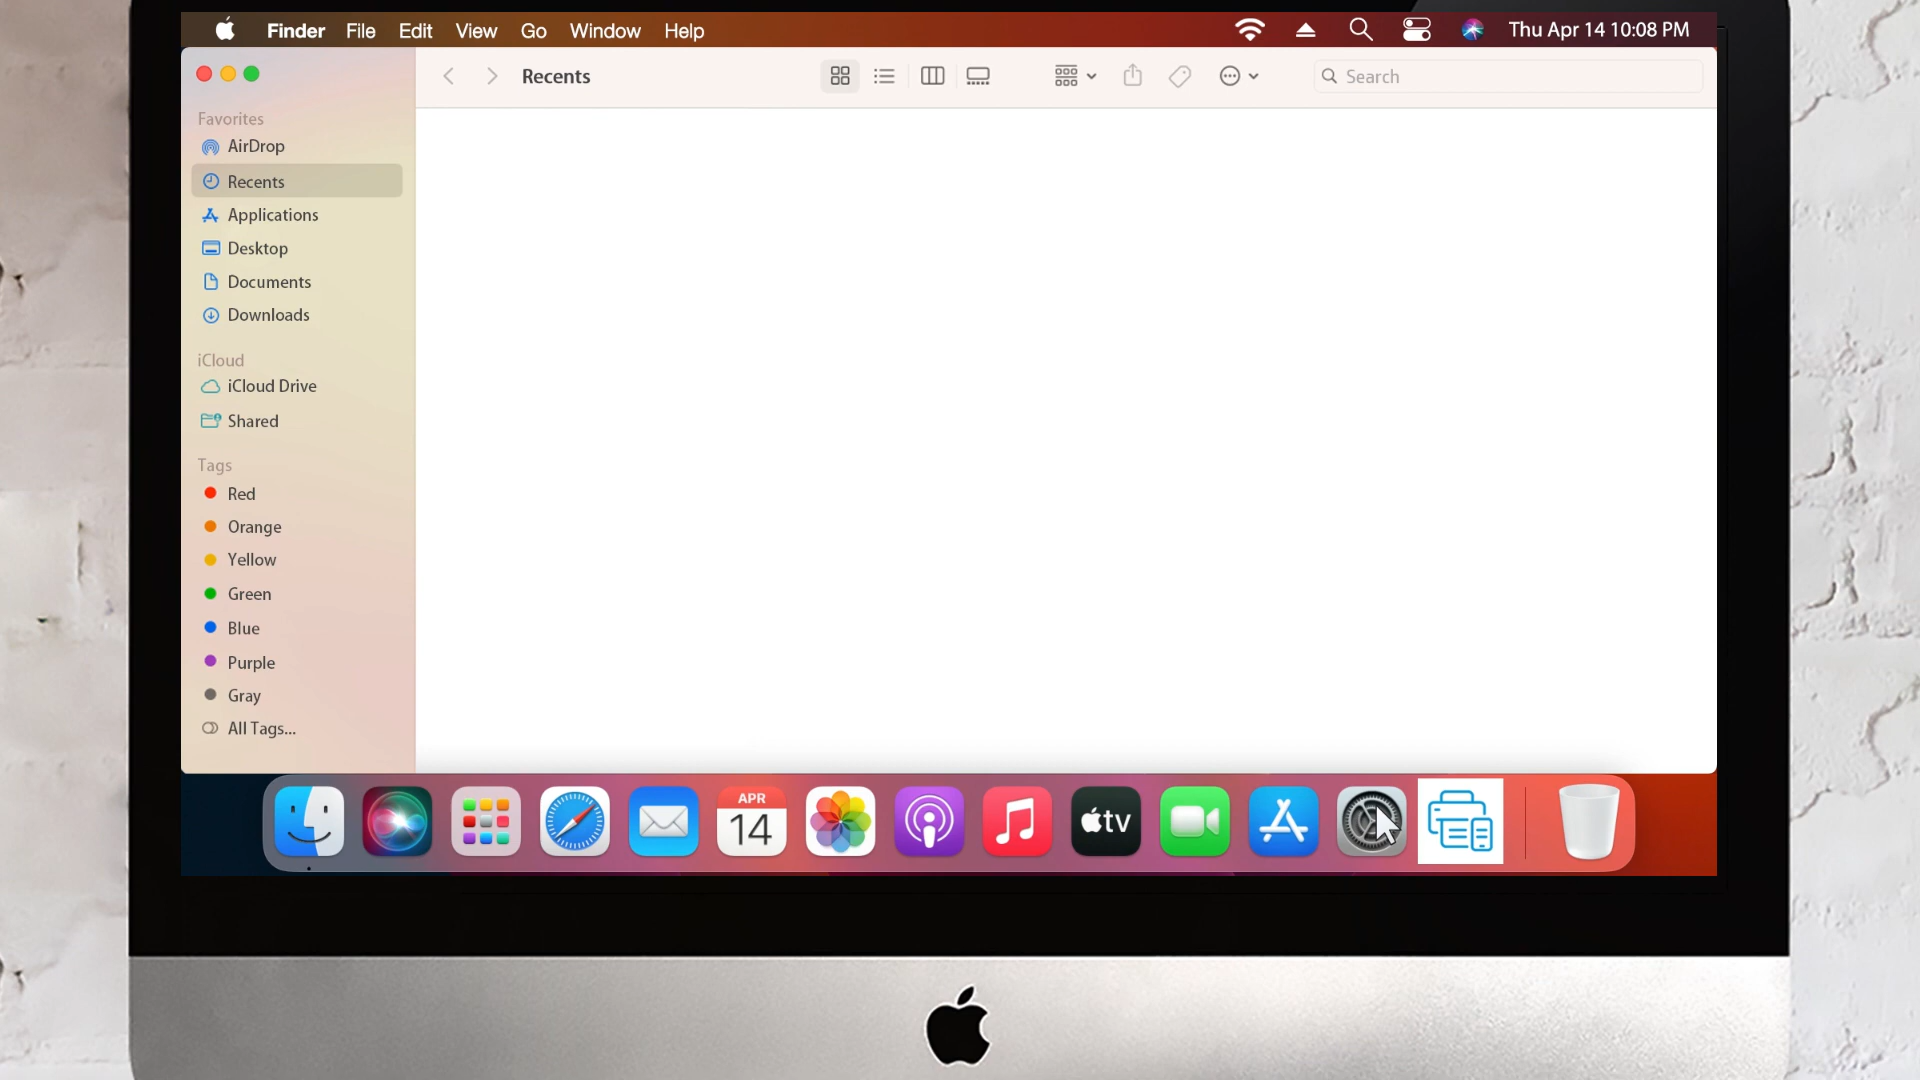 Finder File Edit View Go Window Help Thu Apr 14 10:08 PM
Recents Search
Favorites
AirDrop
Recents
Applications
Desktop
Documents
Downloads
iCloud
iCloud Drive
Shared
Tags
Red
Orange
Yellow
Green
Blue
Purple
Gray
All Tags...
APR
14
tv